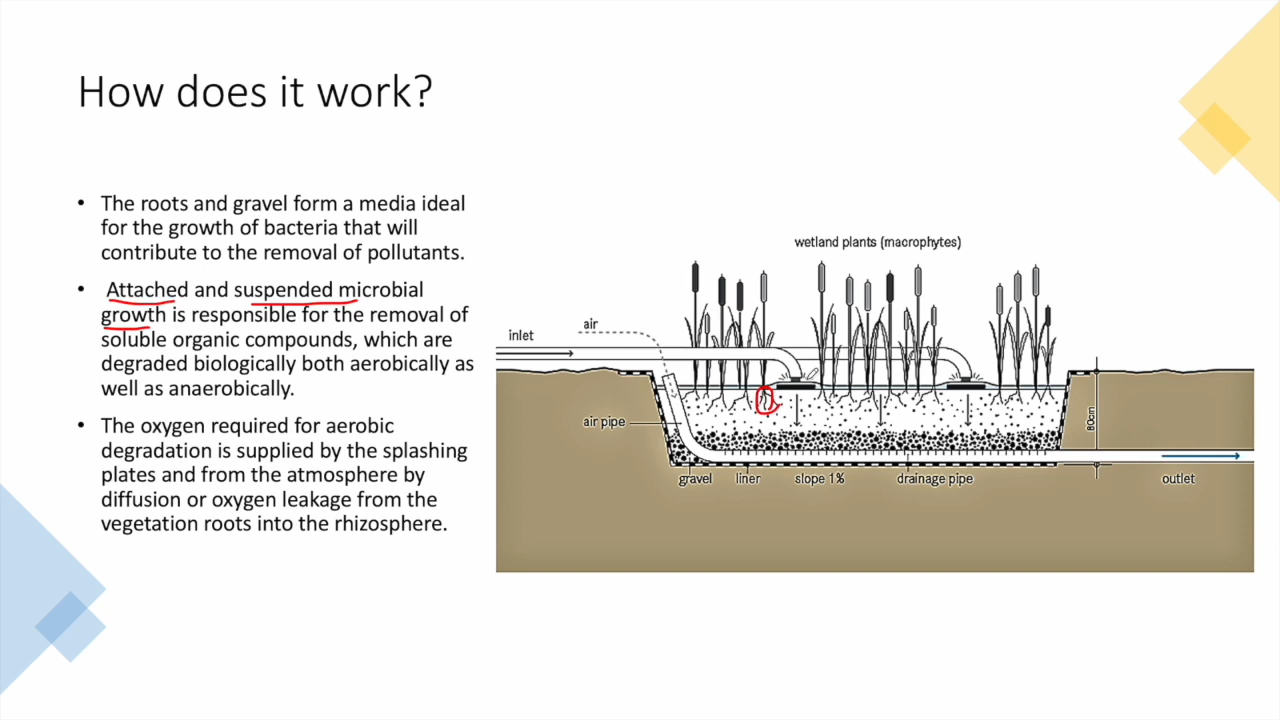 How does it work?
• The roots and gravel form a media ideal
for the growth of bacteria that will
contribute to the removal of pollutants.
• Attached and suspended microbial
growth is responsible for the removal of
soluble organic compounds, which are
degraded biologically both aerobically as
well as anaerobically.
• The oxygen required for aerobic
degradation is supplied by the splashing
plates and from the atmosphere by
diffusion or oxygen leakage from the
vegetation roots into the rhizosphere.
wetland plants (macrophytes)
air
inlet
air pipe
80cm
gravel liner slope 1% drainage pipe outlet